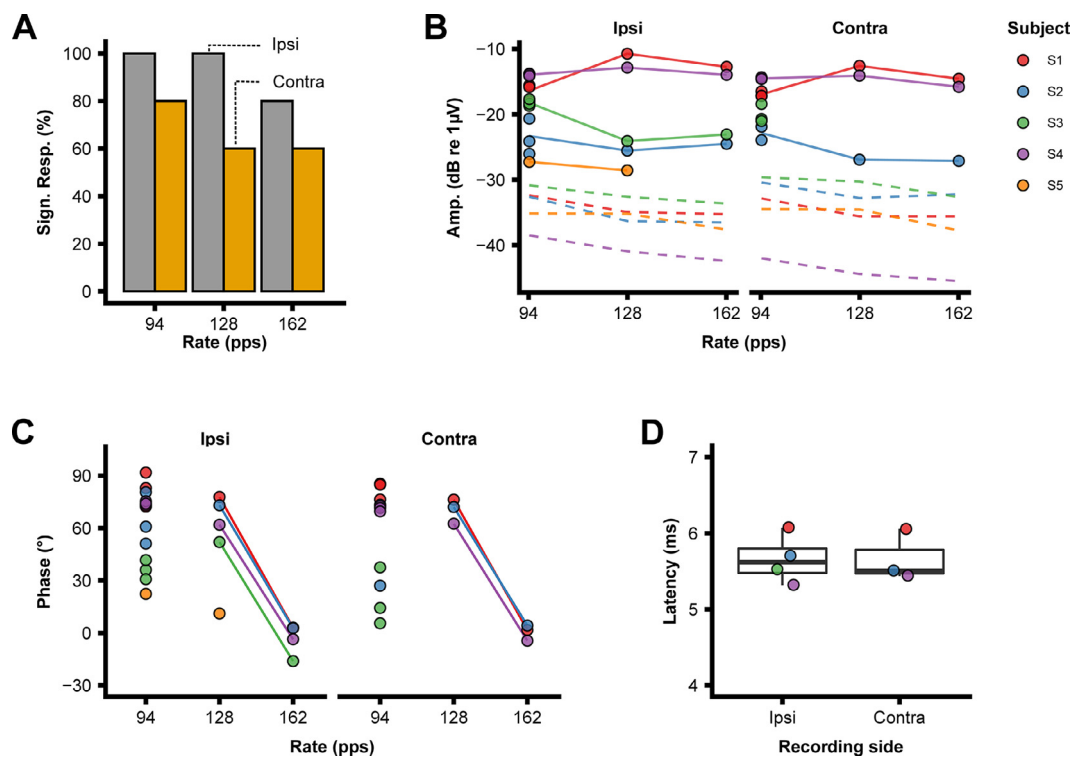 A
Sign. Resp. (%)
100
80
60
40
20
0
94 128 162
Rate (pps)
Ipsi
Contra
B
Ipsi Contra
Amp. (dB re 1µV)
−10
−20
−30
−40
94 128 162 94 128 162
Rate (pps)
Subject
S1
S2
S3
S4
S5
C
Ipsi Contra
Phase (°)
90
60
30
0
−30
94 128 162 94 128 162
Rate (pps)
D
Latency (ms)
7
6
5
4
Ipsi Contra
Recording side